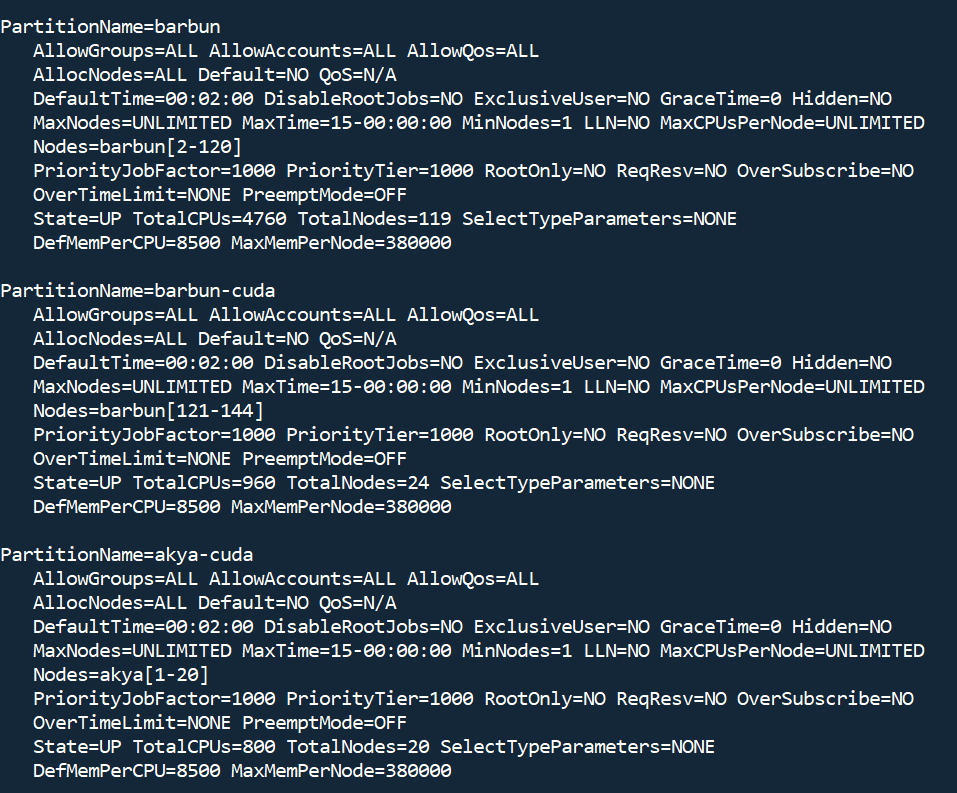 PartitionName=barbun
AllowGroups=ALL AllowAccounts=ALL AllowQos=ALL
AllocNodes=ALL Default=NO QoS=N/A
DefaultTime=00:02:00 DisableRootJobs=NO ExclusiveUser=NO GraceTime=0 Hidden=NO
MaxNodes=UNLIMITED MaxTime=15-00:00:00 MinNodes=1 LLN=NO MaxCPUsPerNode=UNLIMITED
Nodes=barbun[2-120]
PriorityJobFactor=1000 PriorityTier=1000 RootOnly=NO ReqResv=NO OverSubscribe=NO
OverTimeLimit=NONE PreemptMode=OFF
State=UP TotalCPUs=4760 TotalNodes=119 SelectTypeParameters=NONE
DefMemPerCPU=8500 MaxMemPerNode=380000
PartitionName=barbun-cuda
AllowGroups=ALL AllowAccounts=ALL AllowQos=ALL
AllocNodes=ALL Default=NO QoS=N/A
DefaultTime=00:02:00 DisableRootJobs=NO ExclusiveUser=NO GraceTime=0 Hidden=NO
MaxNodes=UNLIMITED MaxTime=15-00:00:00 MinNodes=1 LLN=NO MaxCPUsPerNode=UNLIMITED
Nodes=barbun[121-144]
PriorityJobFactor=1000 PriorityTier=1000 RootOnly=NO ReqResv=NO OverSubscribe=NO
OverTimeLimit=NONE PreemptMode=OFF
State=UP TotalCPUs=960 TotalNodes=24 SelectTypeParameters=NONE
DefMemPerCPU=8500 MaxMemPerNode=380000
PartitionName=akya-cuda
AllowGroups=ALL AllowAccounts=ALL AllowQos=ALL
AllocNodes=ALL Default=NO QoS=N/A
DefaultTime=00:02:00 DisableRootJobs=NO ExclusiveUser=NO GraceTime=0 Hidden=NO
MaxNodes=UNLIMITED MaxTime=15-00:00:00 MinNodes=1 LLN=NO MaxCPUsPerNode=UNLIMITED
Nodes=akya[1-20]
PriorityJobFactor=1000 PriorityTier=1000 RootOnly=NO ReqResv=NO OverSubscribe=NO
OverTimeLimit=NONE PreemptMode=OFF
State=UP TotalCPUs=800 TotalNodes=20 SelectTypeParameters=NONE
DefMemPerCPU=8500 MaxMemPerNode=380000